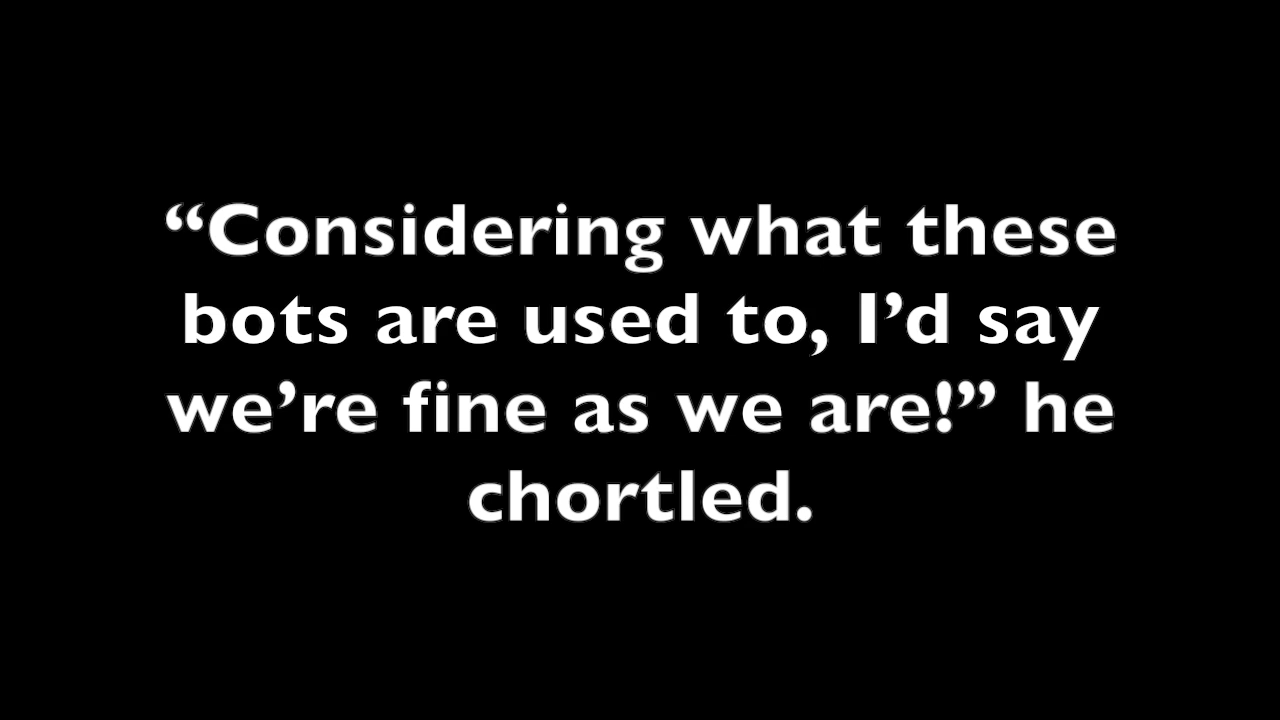 “Considering what these
bots are used to, I’d say
we’re fine as we are!” he
chortled.